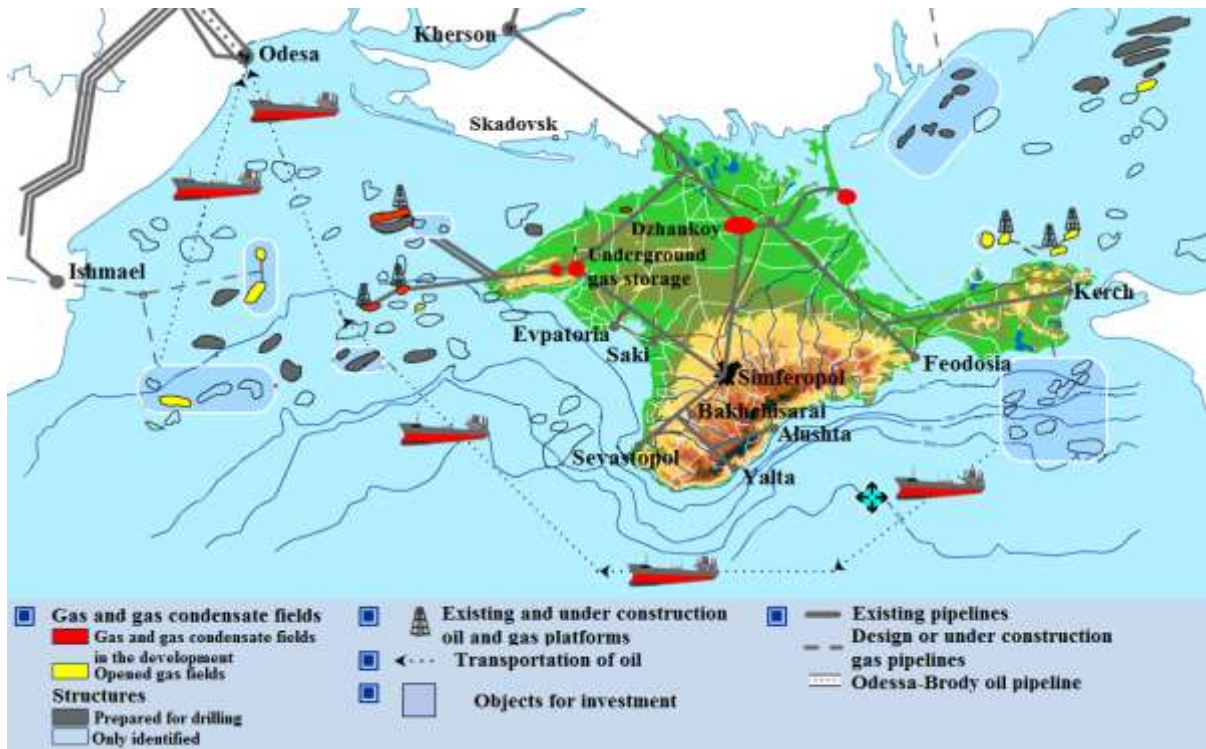 Kherson
Odesa
Skadovsk
Dzhankoy
Underground
gas storage
Ishmael
Kerch
Evpatoria
Saki
Feodosia
Simferopol
Bakhchisarai
Alushta
Sevastopol
Yalta
Gas and gas condensate fields
Gas and gas condensate fields
in the development
Opened gas fields
Structures
Prepared for drilling
Only identified
Existing and under construction
oil and gas platforms
Transportation of oil
Objects for investment
Existing pipelines
Design or under construction
gas pipelines
Odessa-Brody oil pipeline